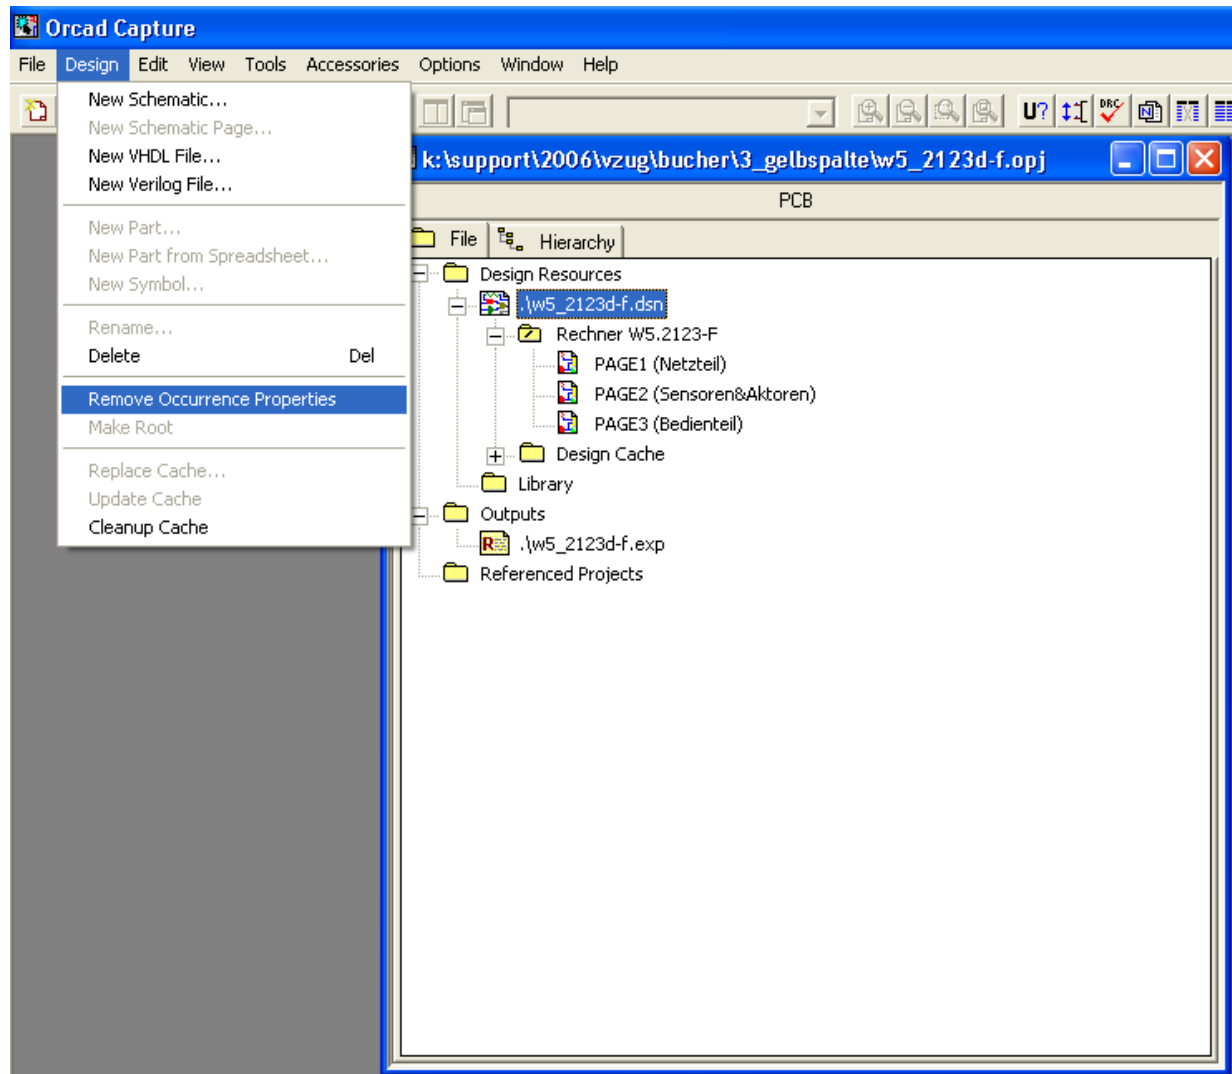 Orcad Capture
File Design Edit View Tools Accessories Options Window Help
New Schematic...
New Schematic Page...
New VHDL File...
New Verilog File...
New Part...
New Part from Spreadsheet...
New Symbol...
Rename...
Delete Del
Remove Occurrence Properties
Make Root
Replace Cache...
Update Cache
Cleanup Cache
U? DRC N
k:\support\2006\vzug\bucher\3_gelbspalte\w5_2123d-f.opj
PCB
File Hierarchy
Design Resources
.\w5_2123d-f.dsn
Rechner W5.2123-F
PAGE1 (Netzteil)
PAGE2 (Sensoren&Aktoren)
PAGE3 (Bedienteil)
Design Cache
Library
Outputs
R .\w5_2123d-f.exp
Referenced Projects